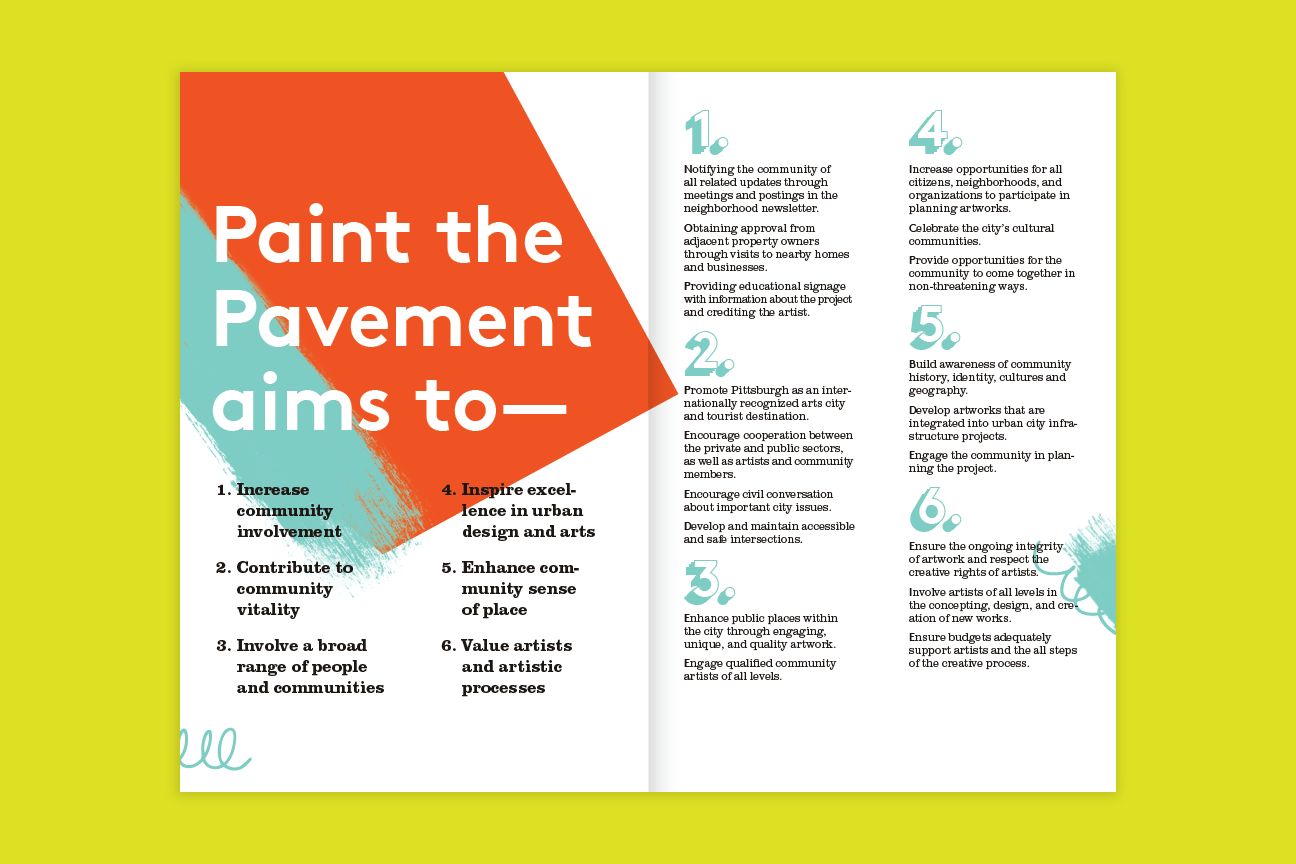 Paint the
Pavement
aims to—
1. Increase
community
involvement
2. Contribute to
community
vitality
3. Involve a broad
range of people
and communities
4. Inspire excel-
lence in urban
design and arts
5. Enhance com-
munity sense
of place
6. Value artists
and artistic
processes
1.
Notifying the community of
all related updates through
meetings and postings in the
neighborhood newsletter.
Obtaining approval from
adjacent property owners
through visits to nearby homes
and businesses.
Providing educational signage
with information about the project
and crediting the artist.
2.
Promote Pittsburgh as an inter-
nationally recognized arts city
and tourist destination.
Encourage cooperation between
the private and public sectors,
as well as artists and community
members.
Encourage civil conversation
about important city issues.
Develop and maintain accessible
and safe intersections.
3.
Enhance public places within
the city through engaging,
unique, and quality artwork.
Engage qualified community
artists of all levels.
4.
Increase opportunities for all
citizens, neighborhoods, and
organizations to participate in
planning artworks.
Celebrate the city's cultural
communities.
Provide opportunities for the
community to come together in
non-threatening ways.
5.
Build awareness of community
history, identity, cultures and
geography.
Develop artworks that are
integrated into urban city infra-
structure projects.
Engage the community in plan-
ning the project.
6.
Ensure the ongoing integrity
of artwork and respect the
creative rights of artists.
Involve artists of all levels in
the concepting, design, and cre-
ation of new works.
Ensure budgets adequately
support artists and the all steps
of the creative process.